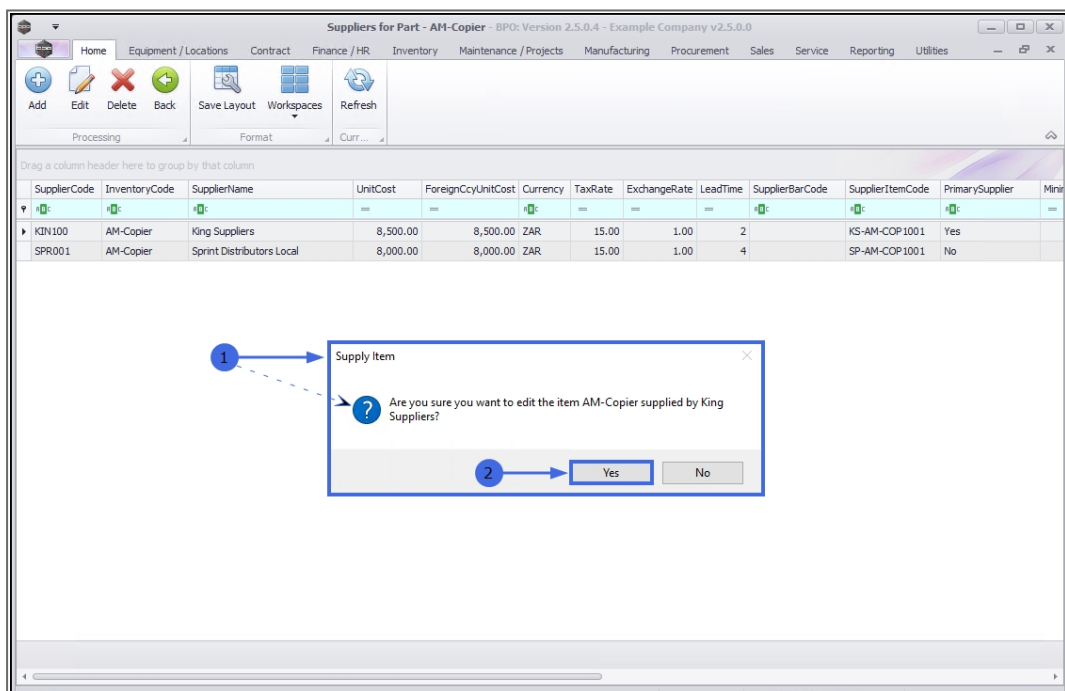 Suppliers for Part - AM-Copier - BPO: Version 2.5.0.4 - Example Company v2.5.0.0
Home Equipment / Locations Contract Finance / HR Inventory Maintenance / Projects Manufacturing Procurement Sales Service Reporting Utilities
Add Edit Delete Back Save Layout Workspaces Refresh
Processing Format Curr...
Drag a column header here to group by that column
SupplierCode InventoryCode SupplierName UnitCost ForeignCcyUnitCost Currency TaxRate ExchangeRate LeadTime SupplierBarCode SupplierItemCode PrimarySupplier Minir
= = = = =  =
KIN100 AM-Copier King Suppliers 8,500.00 8,500.00 ZAR 15.00 1.00 2 KS-AM-COP1001 Yes
SPR001 AM-Copier Sprint Distributors Local 8,000.00 8,000.00 ZAR 15.00 1.00 4 SP-AM-COP1001 No
1
Supply Item
Are you sure you want to edit the item AM-Copier supplied by King
Suppliers?
2
Yes No